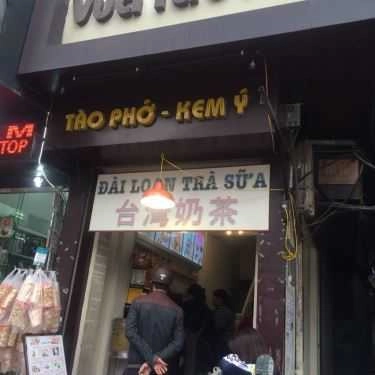 TÀO PHỚ - KEM Ý
M
TOP
ĐÀI LOAN TRÀ SỮA
台灣奶茶